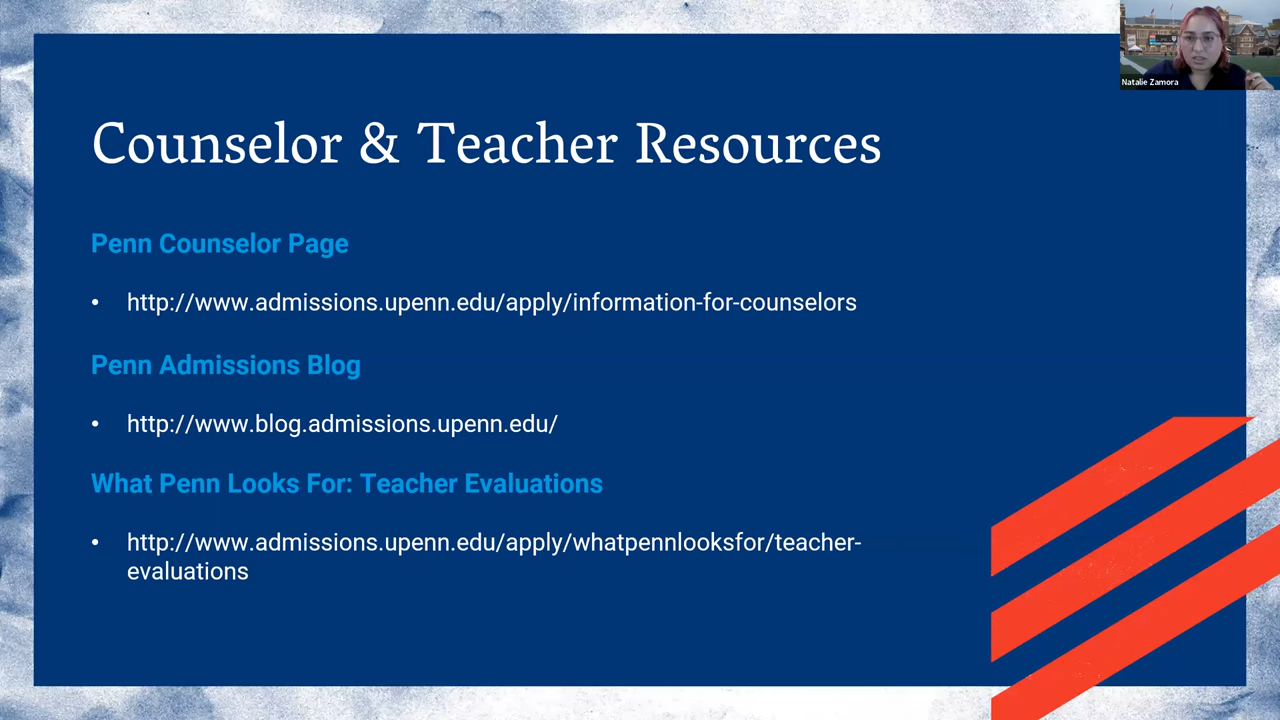 Natalie Zamora
Counselor & Teacher Resources
Penn Counselor Page
• http://www.admissions.upenn.edu/apply/information-for-counselors
Penn Admissions Blog
• http://www.blog.admissions.upenn.edu/
What Penn Looks For: Teacher Evaluations
• http://www.admissions.upenn.edu/apply/whatpennlooksfor/teacher-
evaluations